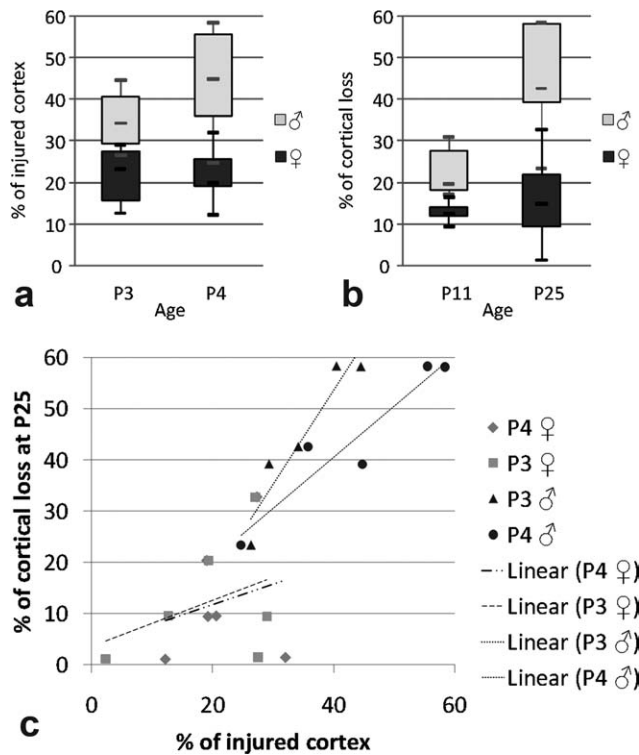 60
50
40
30
20
10
0
% of injured cortex
P3
P4
Age
♂
♀
a
60
50
40
30
20
10
0
% of cortical loss
P11
P25
Age
♂
♀
b
60
50
40
30
20
10
0
% of cortical loss at P25
0
20
40
60
% of injured cortex
P4 ♀
P3 ♀
P3 ♂
P4 ♂
Linear (P4 ♀)
Linear (P3 ♀)
Linear (P3 ♂)
Linear (P4 ♂)
c